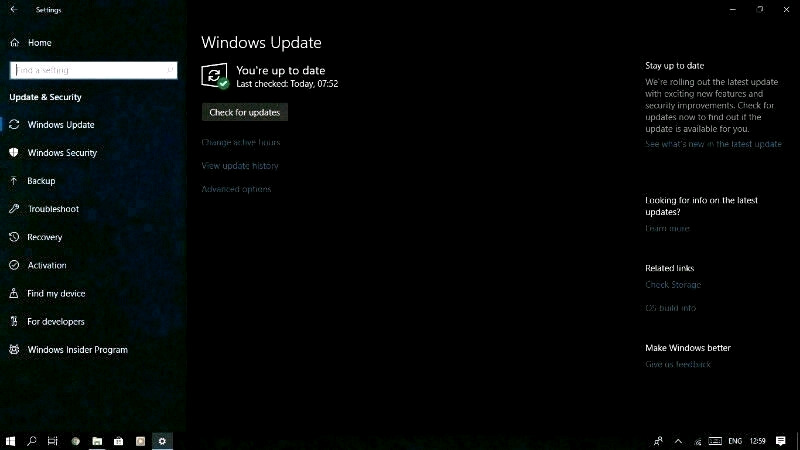 Settings
Home
Find a setting
Update & Security
Windows Update
Windows Security
Backup
Troubleshoot
Recovery
Activation
Find my device
For developers
Windows Insider Program
Windows Update
You're up to date
Last checked: Today, 07:52
Check for updates
Change active hours
View update history
Advanced options
Stay up to date
We're rolling out the latest update
with exciting new features and
security improvements. Check for
updates now to find out if the
update is available for you.
See what's new in the latest update
Looking for info on the latest
updates?
Learn more
Related links
Check Storage
OS build info
Make Windows better
Give us feedback
ENG 12:59